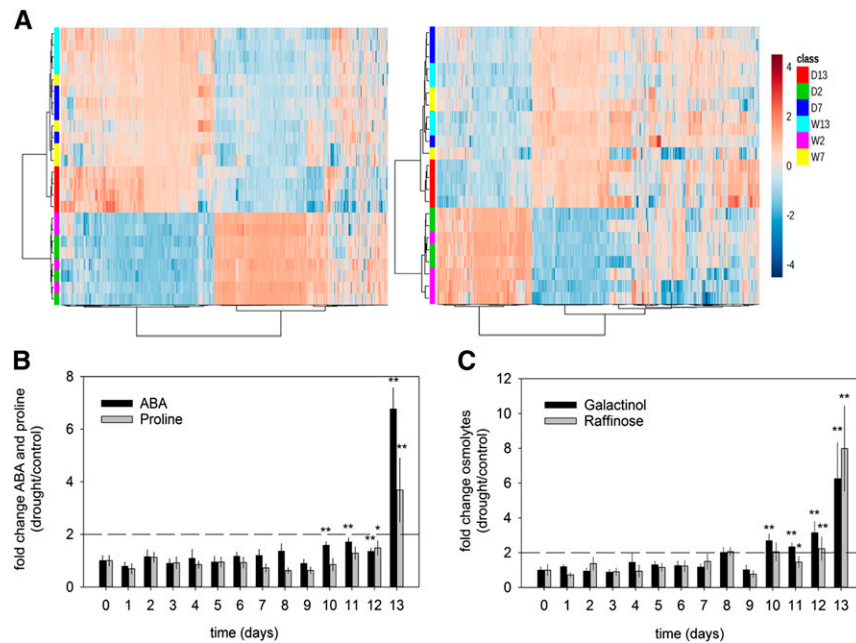 A
class
4
2
0
-2
-4
D13
D2
D7
W13
W2
W7
B
fold change ABA and proline
(drought/control)
8
6
4
2
0
ABA
Proline
**
**
**
**
**
*
0 1 2 3 4 5 6 7 8 9 10 11 12 13
time (days)
C
fold change osmolytes
(drought/control)
12
10
8
6
4
2
0
Galactinol
Raffinose
**
**
*
**
**
**
**
0 1 2 3 4 5 6 7 8 9 10 11 12 13
time (days)